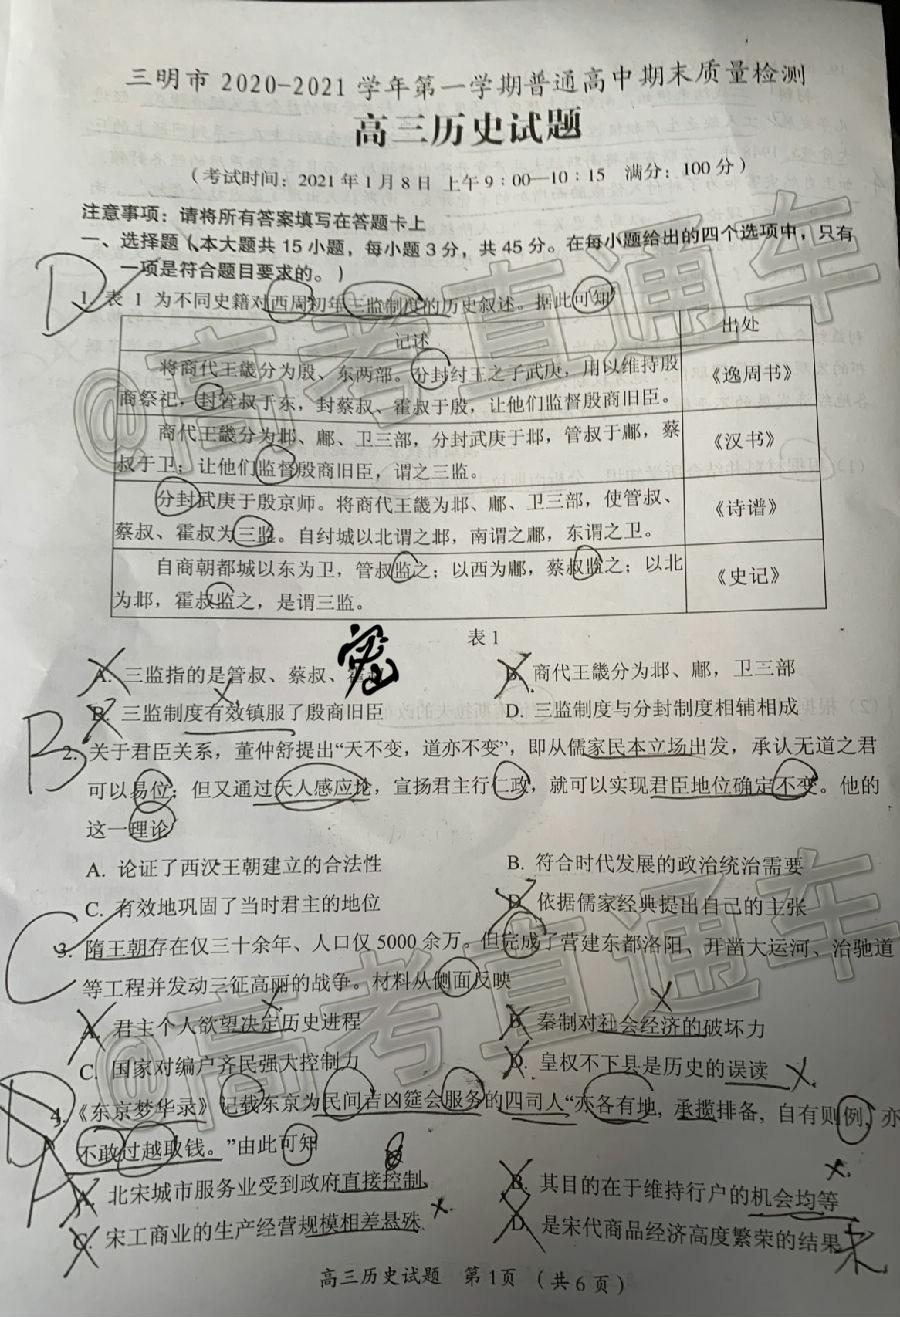 三明市 2020-2021 学年第一学期普通高中期末质量检测
高三历史试题
（考试时间：2021年1月8日 上午9：00—10：15 满分：100分）
注意事项：请将所有答案填写在答题卡上
一、选择题（本大题共15小题，每小题3分，共45分。在每小题给出的四个选项中，只有
一项是符合题目要求的。）
D
1. 表 1 为不同史籍对西周初年三监制度的历史叙述。据此可知
记述 出处
将商代王畿分为殷、东两部。分封纣王之子武庚，用以维持殷
商祭祀，封管叔于东，封蔡叔、霍叔于殷，让他们监督殷商旧臣。
《逸周书》
商代王畿分为邶、鄘、卫三部，分封武庚于邶，管叔于鄘，蔡
叔于卫；让他们监督殷商旧臣，谓之三监。
《汉书》
分封武庚于殷京师。将商代王畿为邶、鄘、卫三部，使管叔、
蔡叔、霍叔为三监。自纣城以北谓之邶，南谓之鄘，东谓之卫。
《诗谱》
自商朝都城以东为卫，管叔监之；以西为鄘，蔡叔监之；以北
为邶，霍叔监之，是谓三监。
《史记》
表1
A. 三监指的是管叔、蔡叔、 B. 商代王畿分为邶、鄘，卫三部
三监制度有效镇服了殷商旧臣 D. 三监制度与分封制度相辅相成
B
2. 关于君臣关系，董仲舒提出“天不变，道亦不变”，即从儒家民本立场出发，承认无道之君
可以易位；但又通过天人感应论，宣扬君主行仁政，就可以实现君臣地位确定不变。他的
这一理论
A. 论证了西汉王朝建立的合法性 B. 符合时代发展的政治统治需要
C. 有效地巩固了当时君主的地位 D. 依据儒家经典提出自己的主张
C
3. 隋王朝存在仅三十余年、人口仅 5000 余万。但完成了营建东都洛阳、开凿大运河、治驰道
等工程并发动三征高丽的战争。材料从侧面反映
A. 君主个人欲望决定历史进程 B. 秦制对社会经济的破坏力
C. 国家对编户齐民强大控制力 D. 皇权不下县是历史的误读
4. 《东京梦华录》记载东京为民间吉凶筵会服务的四司人“亦各有地，承揽排备，自有则例，亦
不敢过越取钱。”由此可知
A
A. 北宋城市服务业受到政府直接控制 B. 其目的在于维持行户的机会均等
C. 宋工商业的生产经营规模相差悬殊 D. 是宋代商品经济高度繁荣的结果
高三历史试题 第1页 （共6页）
@高考直通车
@高考直通车